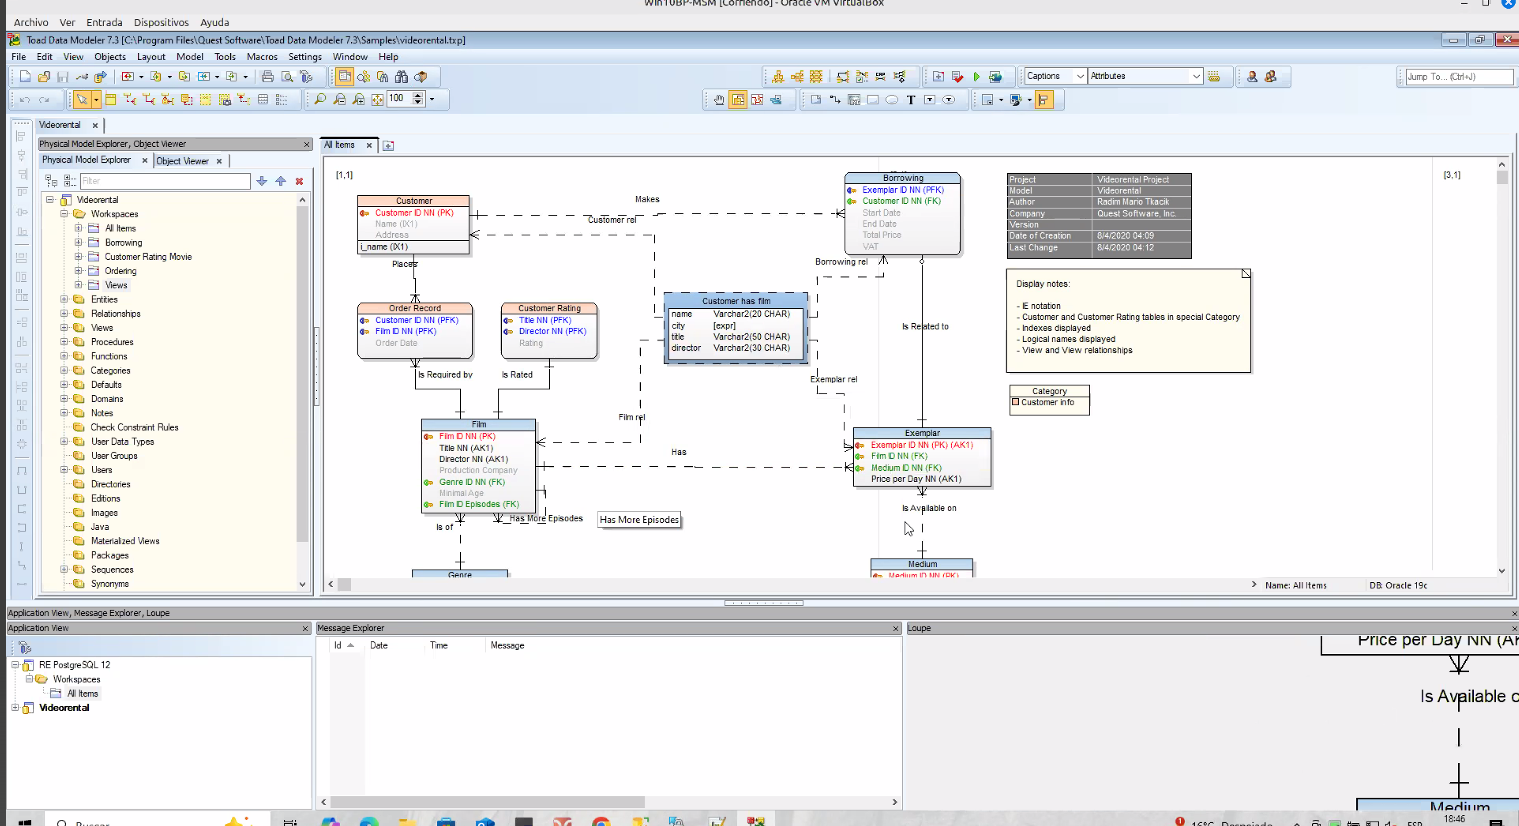 Win10BP-MSM [Corriendo] - Oracle VM VirtualBox
Archivo Ver Entrada Dispositivos Ayuda
Toad Data Modeler 7.3 [C:\Program Files\Quest Software\Toad Data Modeler 7.3\Samples\videorental.txp]
File Edit View Objects Layout Model Tools Macros Settings Window Help
Captions Attributes Jump To... (Ctrl+J)
100
Videorental
Physical Model Explorer, Object Viewer
Physical Model Explorer Object Viewer
Filter
Videorental
Workspaces
All Items
Borrowing
Customer Rating Movie
Ordering
Views
Entities
Relationships
Views
Procedures
Functions
Categories
Defaults
Domains
Notes
Check Constraint Rules
User Data Types
User Groups
Users
Directories
Editions
Images
Java
Materialized Views
Packages
Sequences
Synonyms
All Items
[1,1]
[3,1]
Customer
Customer ID NN (PK)
Name (IX1)
Address
i_name (IX1)
Makes
Customer rel
Places
Borrowing
Exemplar ID NN (PFK)
Customer ID NN (FK)
Start Date
End Date
Total Price
VAT
Borrowing rel
Project Videorental Project
Model Videorental
Author Radim Mario Tkacik
Company Quest Software, Inc.
Version
Date of Creation 8/4/2020 04:09
Last Change 8/4/2020 04:12
Display notes:
- IE notation
- Customer and Customer Rating tables in special Category
- Indexes displayed
- Logical names displayed
- View and View relationships
Category
Customer info
Order Record
Customer ID NN (PFK)
Film ID NN (PFK)
Order Date
Customer Rating
Title NN (PFK)
Director NN (PFK)
Rating
Customer has film
name Varchar2(20 CHAR)
city [expr]
title Varchar2(50 CHAR)
director Varchar2(30 CHAR)
Is Related to
Is Required by
Is Rated
Exemplar rel
Film rel
Film
Film ID NN (PK)
Title NN (AK1)
Director NN (AK1)
Production Company
Genre ID NN (FK)
Minimal Age
Film ID Episodes (FK)
Has
Exemplar
Exemplar ID NN (PK) (AK1)
Film ID NN (FK)
Medium ID NN (FK)
Price per Day NN (AK1)
Is Available on
Has More Episodes
Has More Episodes
Is of
Genre
Medium
Medium ID NN (PK)
Name: All Items DB: Oracle 19c
Application View, Message Explorer, Loupe
Application View
RE PostgreSQL 12
Workspaces
All Items
Videorental
Message Explorer
Id Date Time Message
Loupe
Price per Day NN (A
Is Available o
Medium
Buscar
16°C Despejado
ESP
18:46